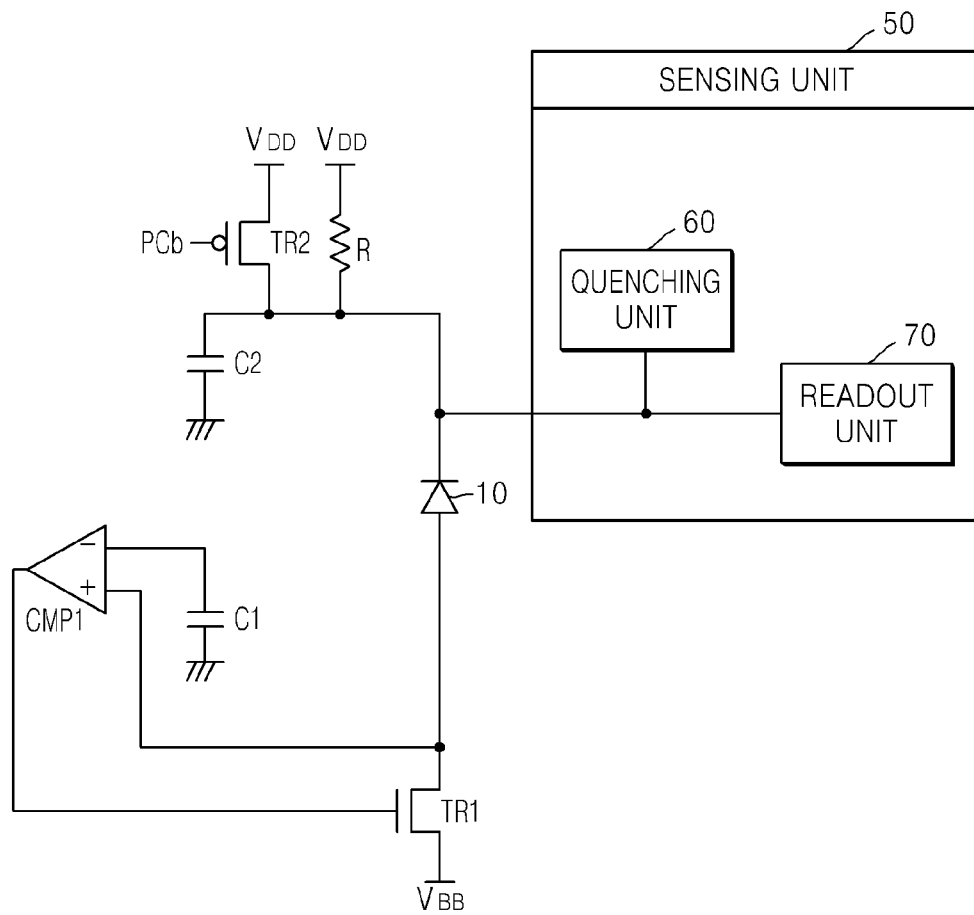 50
SENSING UNIT
VDD VDD
PCb
TR2
R
60
QUENCHING
UNIT
C2
70
READOUT
UNIT
10
−
+
CMP1
C1
TR1
VBB